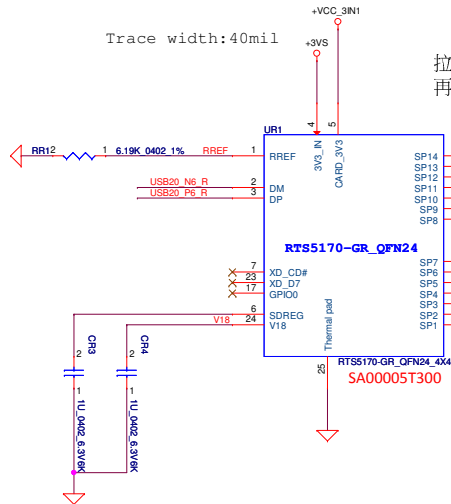 +VCC_3IN1
Trace width:40mil
+3VS
拉
再
4
5
UR1
RR1 2
1
6.19K_0402_1%
RREF
1
RREF
3V3_IN
CARD_3V3
SP14
SP13
SP12
SP11
SP10
SP9
SP8
USB20_N6_R
2
DM
USB20_P6_R
3
DP
RTS5170-GR_QFN24
7
XD_CD#
23
XD_D7
17
GPIO0
SP7
SP6
SP5
SP4
SP3
SP2
SP1
6
SDREG
V18
24
V18
Thermal pad
25
RTS5170-GR_QFN24_4X4
SA00005T300
CR3
2
1
1U_0402_6.3V6K
CR4
2
1
1U_0402_6.3V6K